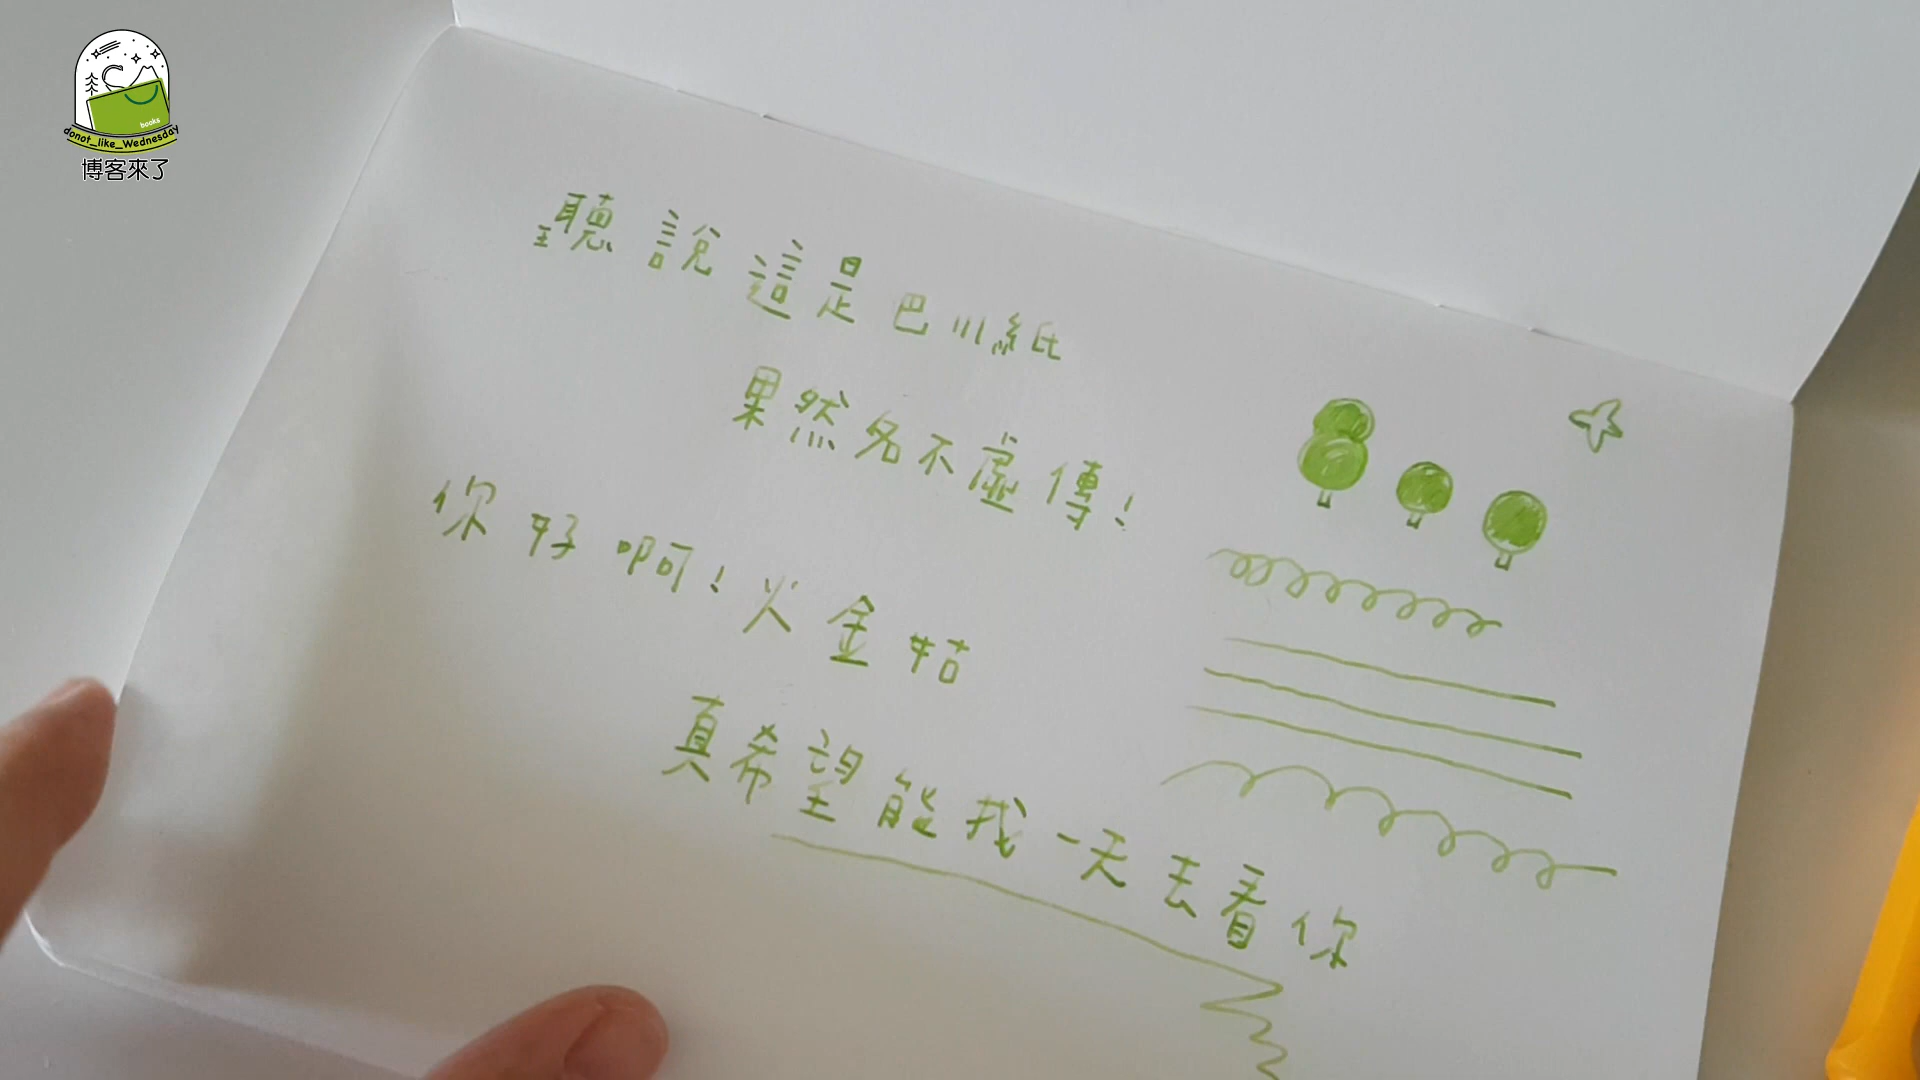 books
donot_like_Wednesday
博客來了
聽說這是巴川紙
果然名不虛傳!
你好啊!火金姑
真希望能找一天去看你